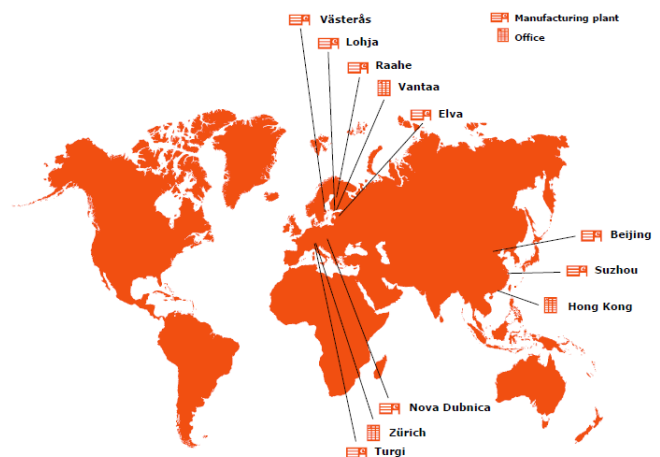 Västerås
Manufacturing plant
Office
Lohja
Raahe
Vantaa
Elva
Beijing
Suzhou
Hong Kong
Nova Dubnica
Zürich
Turgi